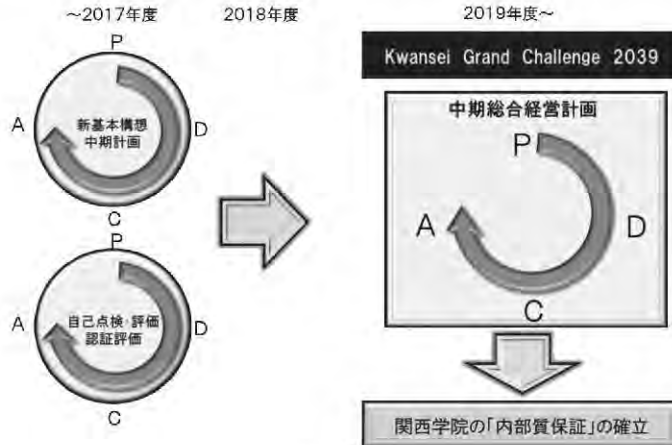 ～2017年度
2018年度
2019年度～
P
A
新基本構想
中期計画
D
C
P
A
自己点検・評価
認証評価
D
C
Kwansei Grand Challenge 2039
中期総合経営計画
P
A
D
C
関西学院の「内部質保証」の確立